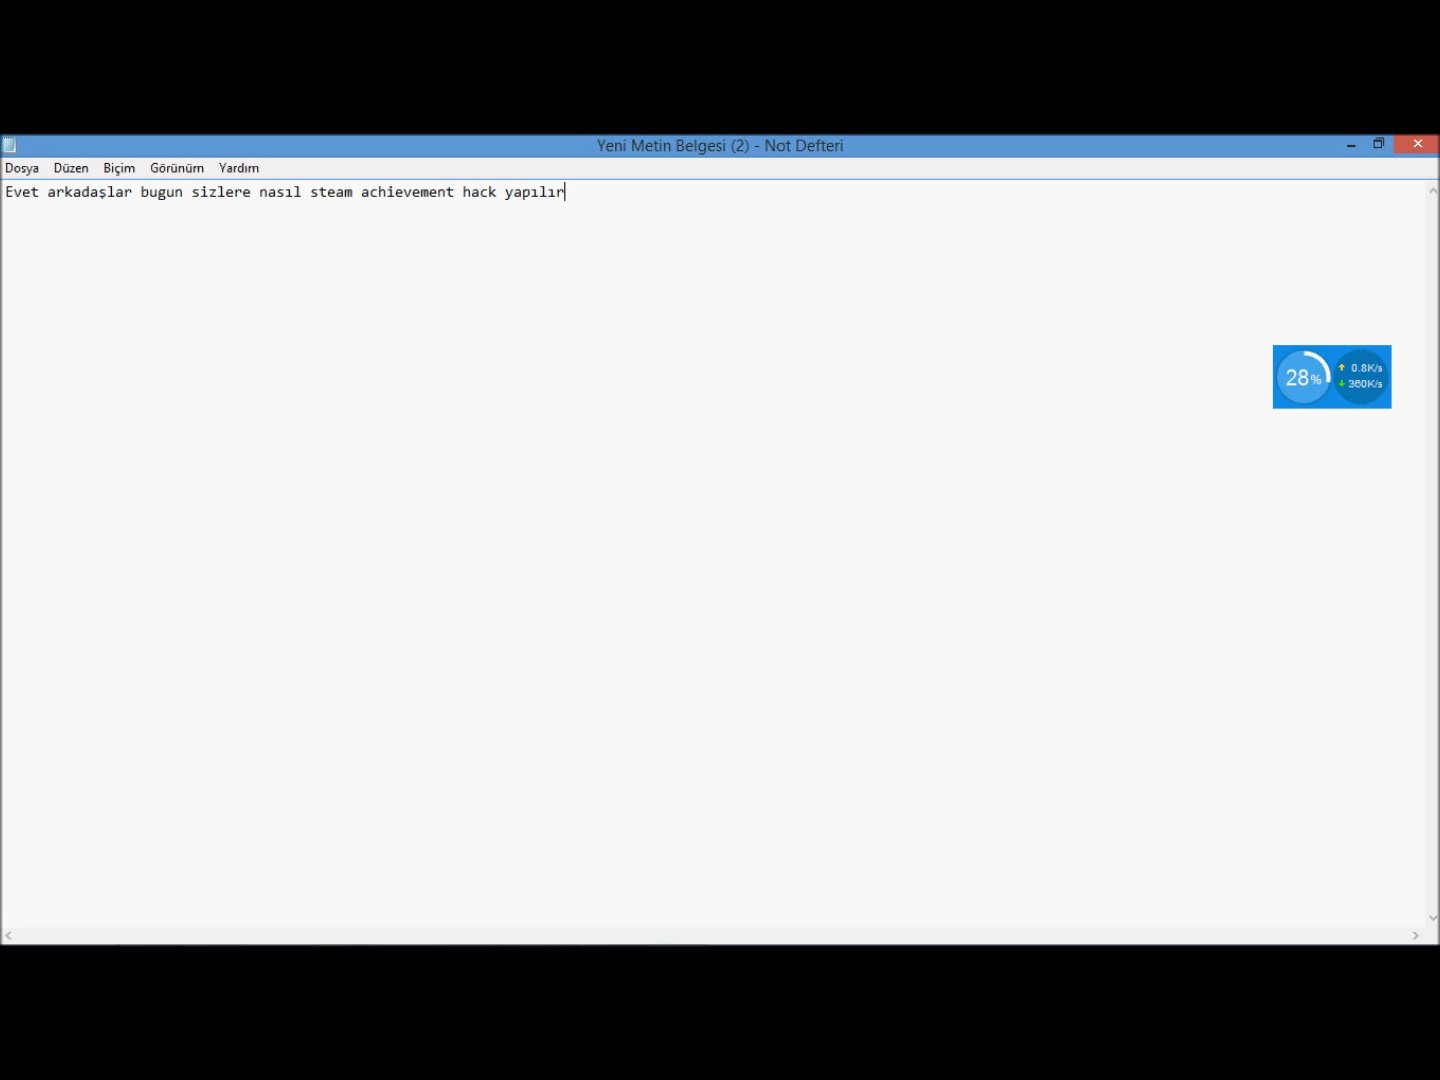 Yeni Metin Belgesi (2) - Not Defteri
Dosya Düzen Biçim Görünüm Yardım
Evet arkadaşlar bugun sizlere nasıl steam achievement hack yapılır
28%
0.8K/s
360K/s